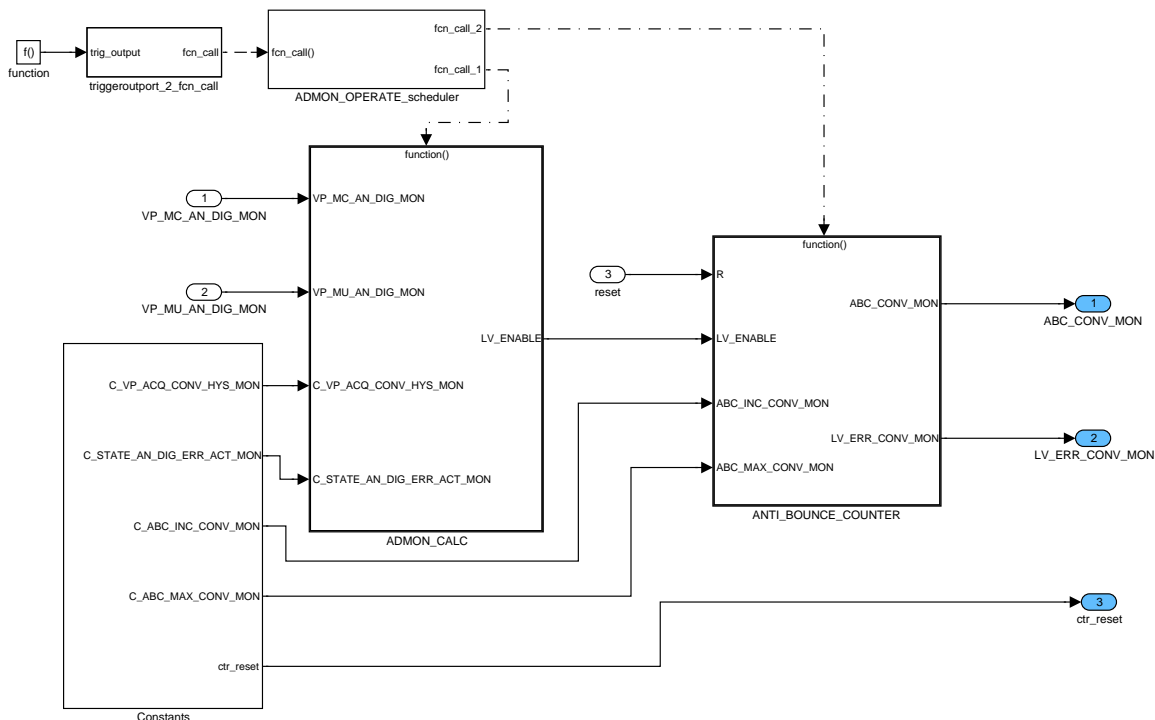 f()
function
trig_output
fcn_call
triggeroutport_2_fcn_call
fcn_call()
fcn_call_2
fcn_call_1
ADMON_OPERATE_scheduler
function()
1
VP_MC_AN_DIG_MON
VP_MC_AN_DIG_MON
2
VP_MU_AN_DIG_MON
VP_MU_AN_DIG_MON
LV_ENABLE
C_VP_ACQ_CONV_HYS_MON
C_STATE_AN_DIG_ERR_ACT_MON
ADMON_CALC
C_VP_ACQ_CONV_HYS_MON
C_STATE_AN_DIG_ERR_ACT_MON
C_ABC_INC_CONV_MON
C_ABC_MAX_CONV_MON
ctr_reset
Constants
3
reset
function()
R
LV_ENABLE
ABC_INC_CONV_MON
ABC_MAX_CONV_MON
ABC_CONV_MON
LV_ERR_CONV_MON
ANTI_BOUNCE_COUNTER
1
ABC_CONV_MON
2
LV_ERR_CONV_MON
3
ctr_reset